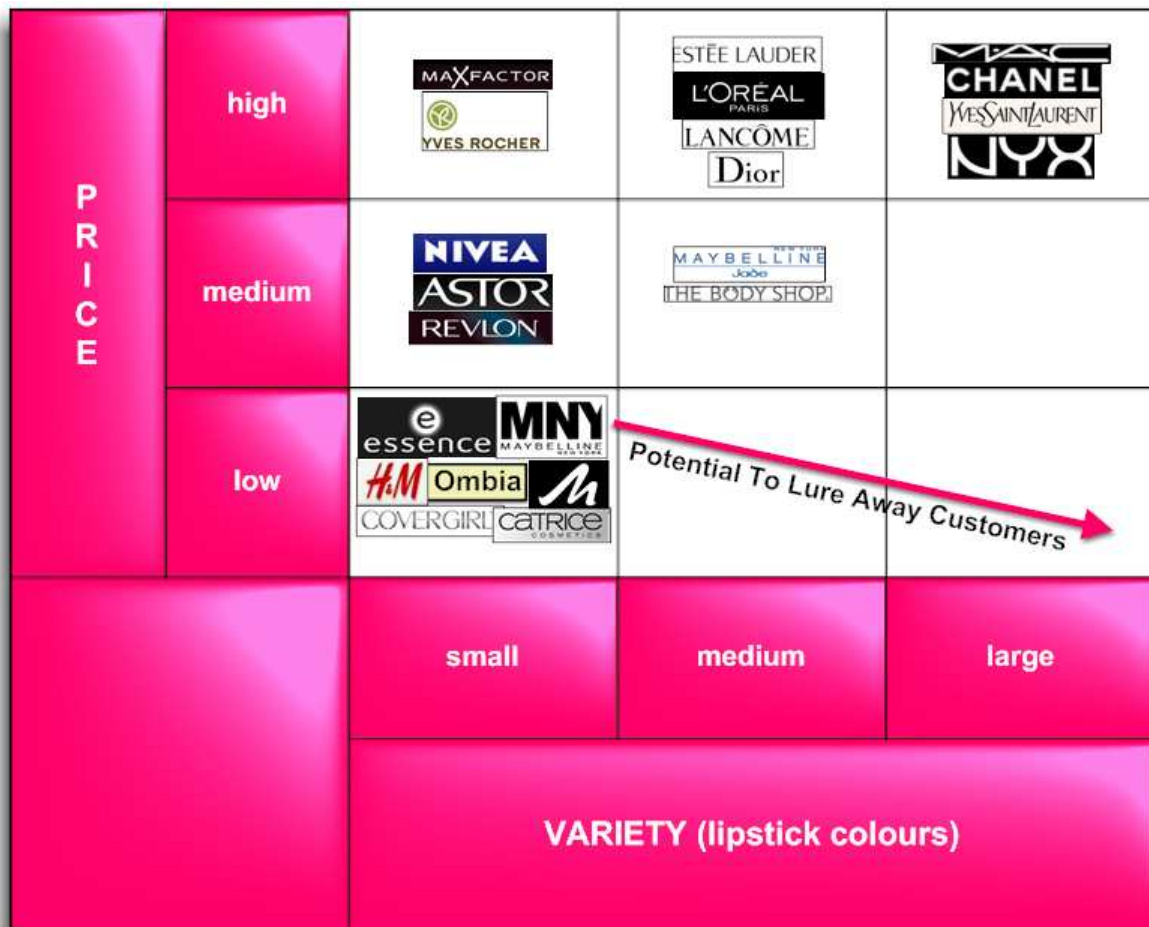 PRICE
high
MAXFACTOR
YVES ROCHER
ESTĒE LAUDER
L'ORÉAL
PARIS
LANCÔME
Dior
M·A·C
CHANEL
YVESSAINTLAURENT
NYX
medium
NIVEA
ASTOR
REVLON
NEW YORK
MAYBELLINE
Jade
THE BODY SHOP.
low
e
essence
MNY
MAYBELLINE
NEW YORK
H&M
Ombia
M
COVERGIRL
CATRICE
COSMETICS
Potential To Lure Away Customers
small
medium
large
VARIETY (lipstick colours)